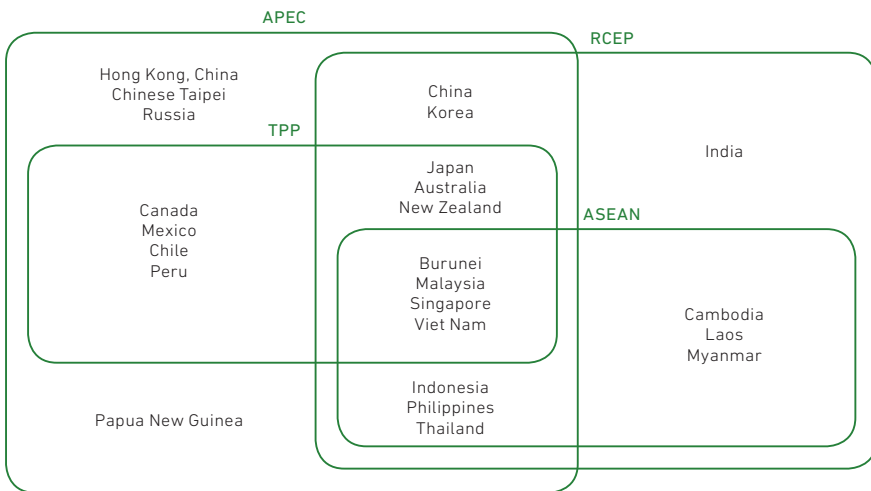 APEC
RCEP
Hong Kong, China
Chinese Taipei
Russia
China
Korea
TPP
India
Japan
Australia
New Zealand
ASEAN
Canada
Mexico
Chile
Peru
Burunei
Malaysia
Singapore
Viet Nam
Cambodia
Laos
Myanmar
Indonesia
Philippines
Thailand
Papua New Guinea